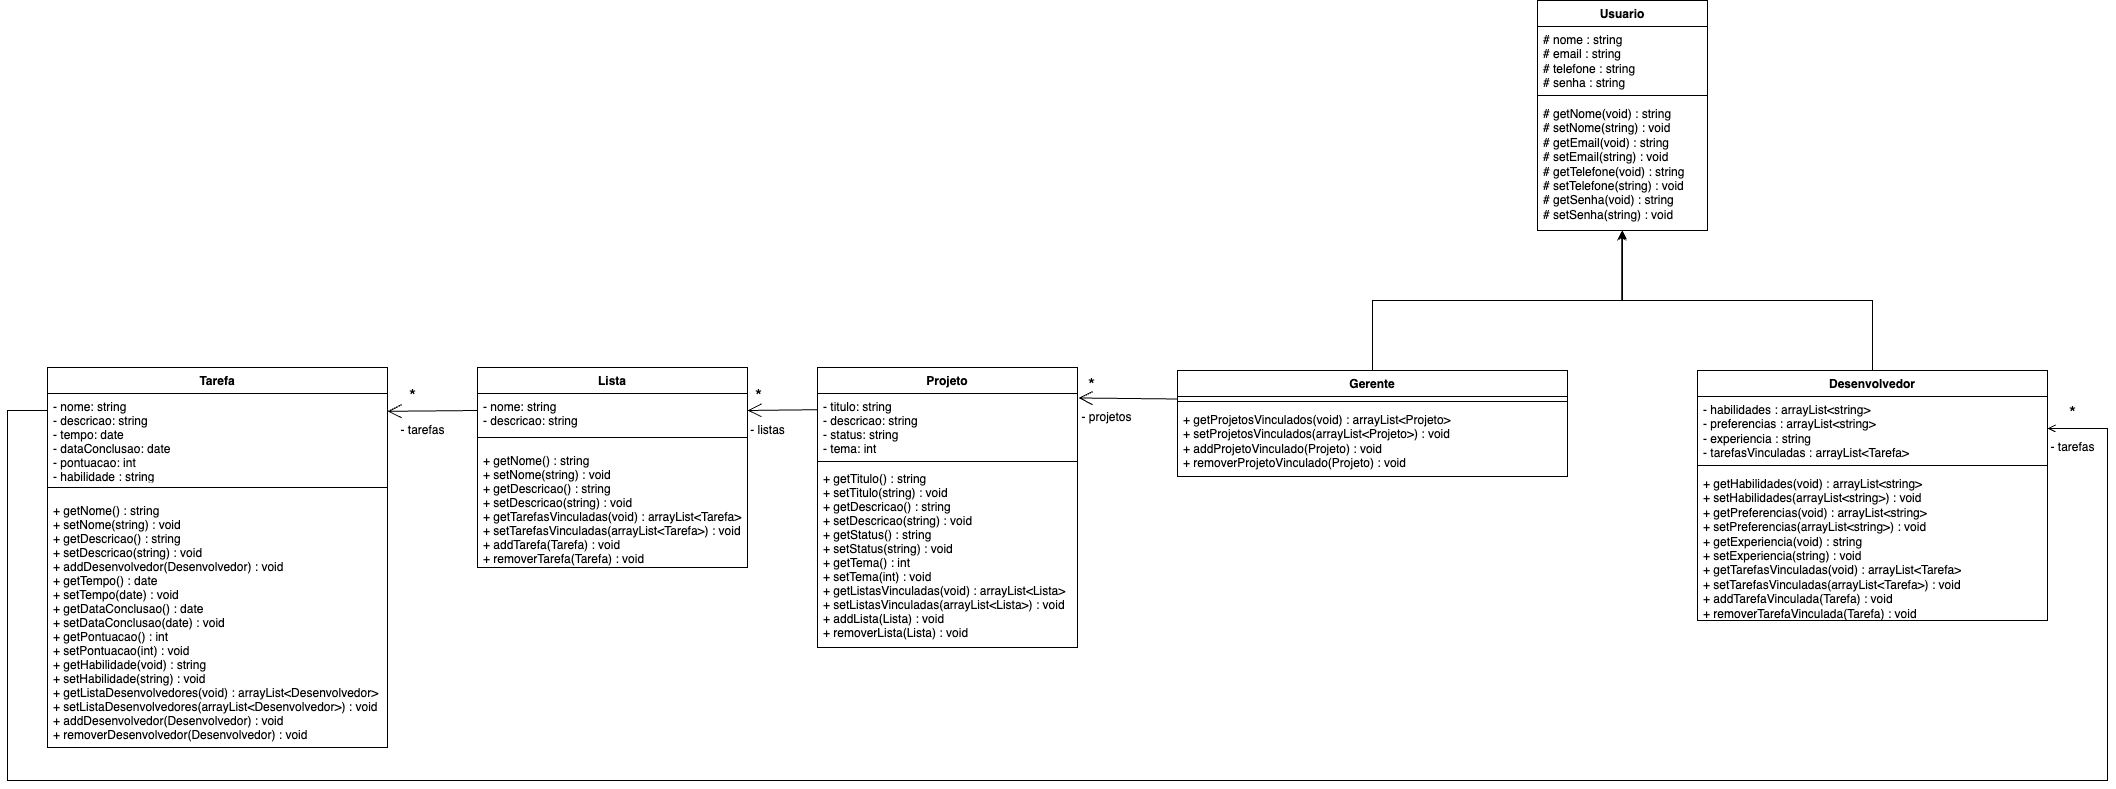 Usuario
# nome : string
# email : string
# telefone : string
# senha : string
# getNome(void) : string
# setNome(string) : void
# getEmail(void) : string
# setEmail(string) : void
# getTelefone(void) : string
# setTelefone(string) : void
# getSenha(void) : string
# setSenha(string) : void
Tarefa
- nome: string
- descricao: string
- tempo: date
- dataConclusao: date
- pontuacao: int
- habilidade : string
+ getNome() : string
+ setNome(string) : void
+ getDescricao() : string
+ setDescricao(string) : void
+ addDesenvolvedor(Desenvolvedor) : void
+ getTempo() : date
+ setTempo(date) : void
+ getDataConclusao() : date
+ setDataConclusao(date) : void
+ getPontuacao() : int
+ setPontuacao(int) : void
+ getHabilidade(void) : string
+ setHabilidade(string) : void
+ getListaDesenvolvedores(void) : arrayList<Desenvolvedor>
+ setListaDesenvolvedores(arrayList<Desenvolvedor>) : void
+ addDesenvolvedor(Desenvolvedor) : void
+ removerDesenvolvedor(Desenvolvedor) : void
*
- tarefas
Lista
- nome: string
- descricao: string
+ getNome() : string
+ setNome(string) : void
+ getDescricao() : string
+ setDescricao(string) : void
+ getTarefasVinculadas(void) : arrayList<Tarefa>
+ setTarefasVinculadas(arrayList<Tarefa>) : void
+ addTarefa(Tarefa) : void
+ removerTarefa(Tarefa) : void
*
- listas
Projeto
- titulo: string
- descricao: string
- status: string
- tema: int
+ getTitulo() : string
+ setTitulo(string) : void
+ getDescricao() : string
+ setDescricao(string) : void
+ getStatus() : string
+ setStatus(string) : void
+ getTema() : int
+ setTema(int) : void
+ getListasVinculadas(void) : arrayList<Lista>
+ setListasVinculadas(arrayList<Lista>) : void
+ addLista(Lista) : void
+ removerLista(Lista) : void
*
- projetos
Gerente
+ getProjetosVinculados(void) : arrayList<Projeto>
+ setProjetosVinculados(arrayList<Projeto>) : void
+ addProjetoVinculado(Projeto) : void
+ removerProjetoVinculado(Projeto) : void
Desenvolvedor
- habilidades : arrayList<string>
- preferencias : arrayList<string>
- experiencia : string
- tarefasVinculadas : arrayList<Tarefa>
+ getHabilidades(void) : arrayList<string>
+ setHabilidades(arrayList<string>) : void
+ getPreferencias(void) : arrayList<string>
+ setPreferencias(arrayList<string>) : void
+ getExperiencia(void) : string
+ setExperiencia(string) : void
+ getTarefasVinculadas(void) : arrayList<Tarefa>
+ setTarefasVinculadas(arrayList<Tarefa>) : void
+ addTarefaVinculada(Tarefa) : void
+ removerTarefaVinculada(Tarefa) : void
*
- tarefas